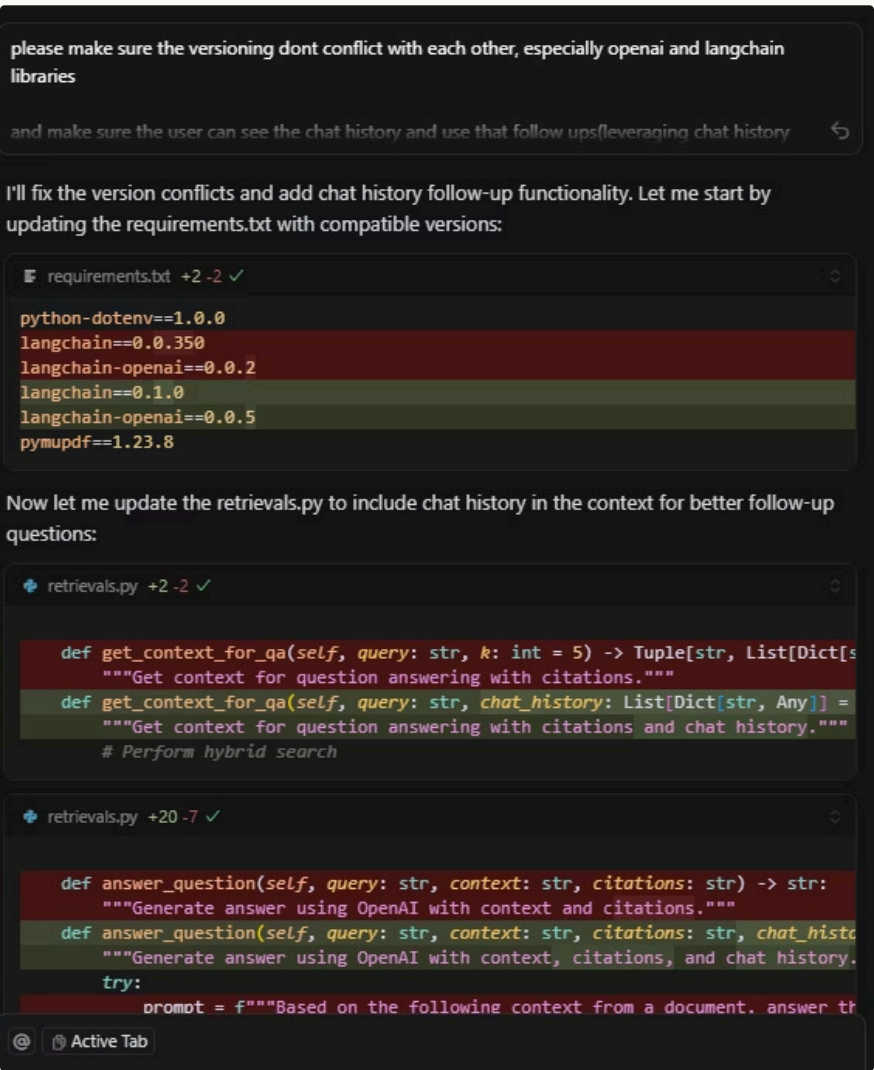 please make sure the versioning dont conflict with each other, especially openai and langchain
libraries
and make sure the user can see the chat history and use that follow ups(leveraging chat history
I'll fix the version conflicts and add chat history follow-up functionality. Let me start by
updating the requirements.txt with compatible versions:
requirements.txt +2 -2
python-dotenv==1.0.0
langchain==0.0.350
langchain-openai==0.0.2
langchain==0.1.0
langchain-openai==0.0.5
pymupdf==1.23.8
Now let me update the retrievals.py to include chat history in the context for better follow-up
questions:
retrievals.py +2 -2
def get_context_for_qa(self, query: str, k: int = 5) -> Tuple[str, List[Dict[s
"""Get context for question answering with citations."""
def get_context_for_qa(self, query: str, chat_history: List[Dict[str, Any]] =
"""Get context for question answering with citations and chat history."""
# Perform hybrid search
retrievals.py +20 -7
def answer_question(self, query: str, context: str, citations: str) -> str:
"""Generate answer using OpenAI with context and citations."""
def answer_question(self, query: str, context: str, citations: str, chat_histo
"""Generate answer using OpenAI with context, citations, and chat history.
try:
prompt = f"""Based on the following context from a document, answer th
@ Active Tab